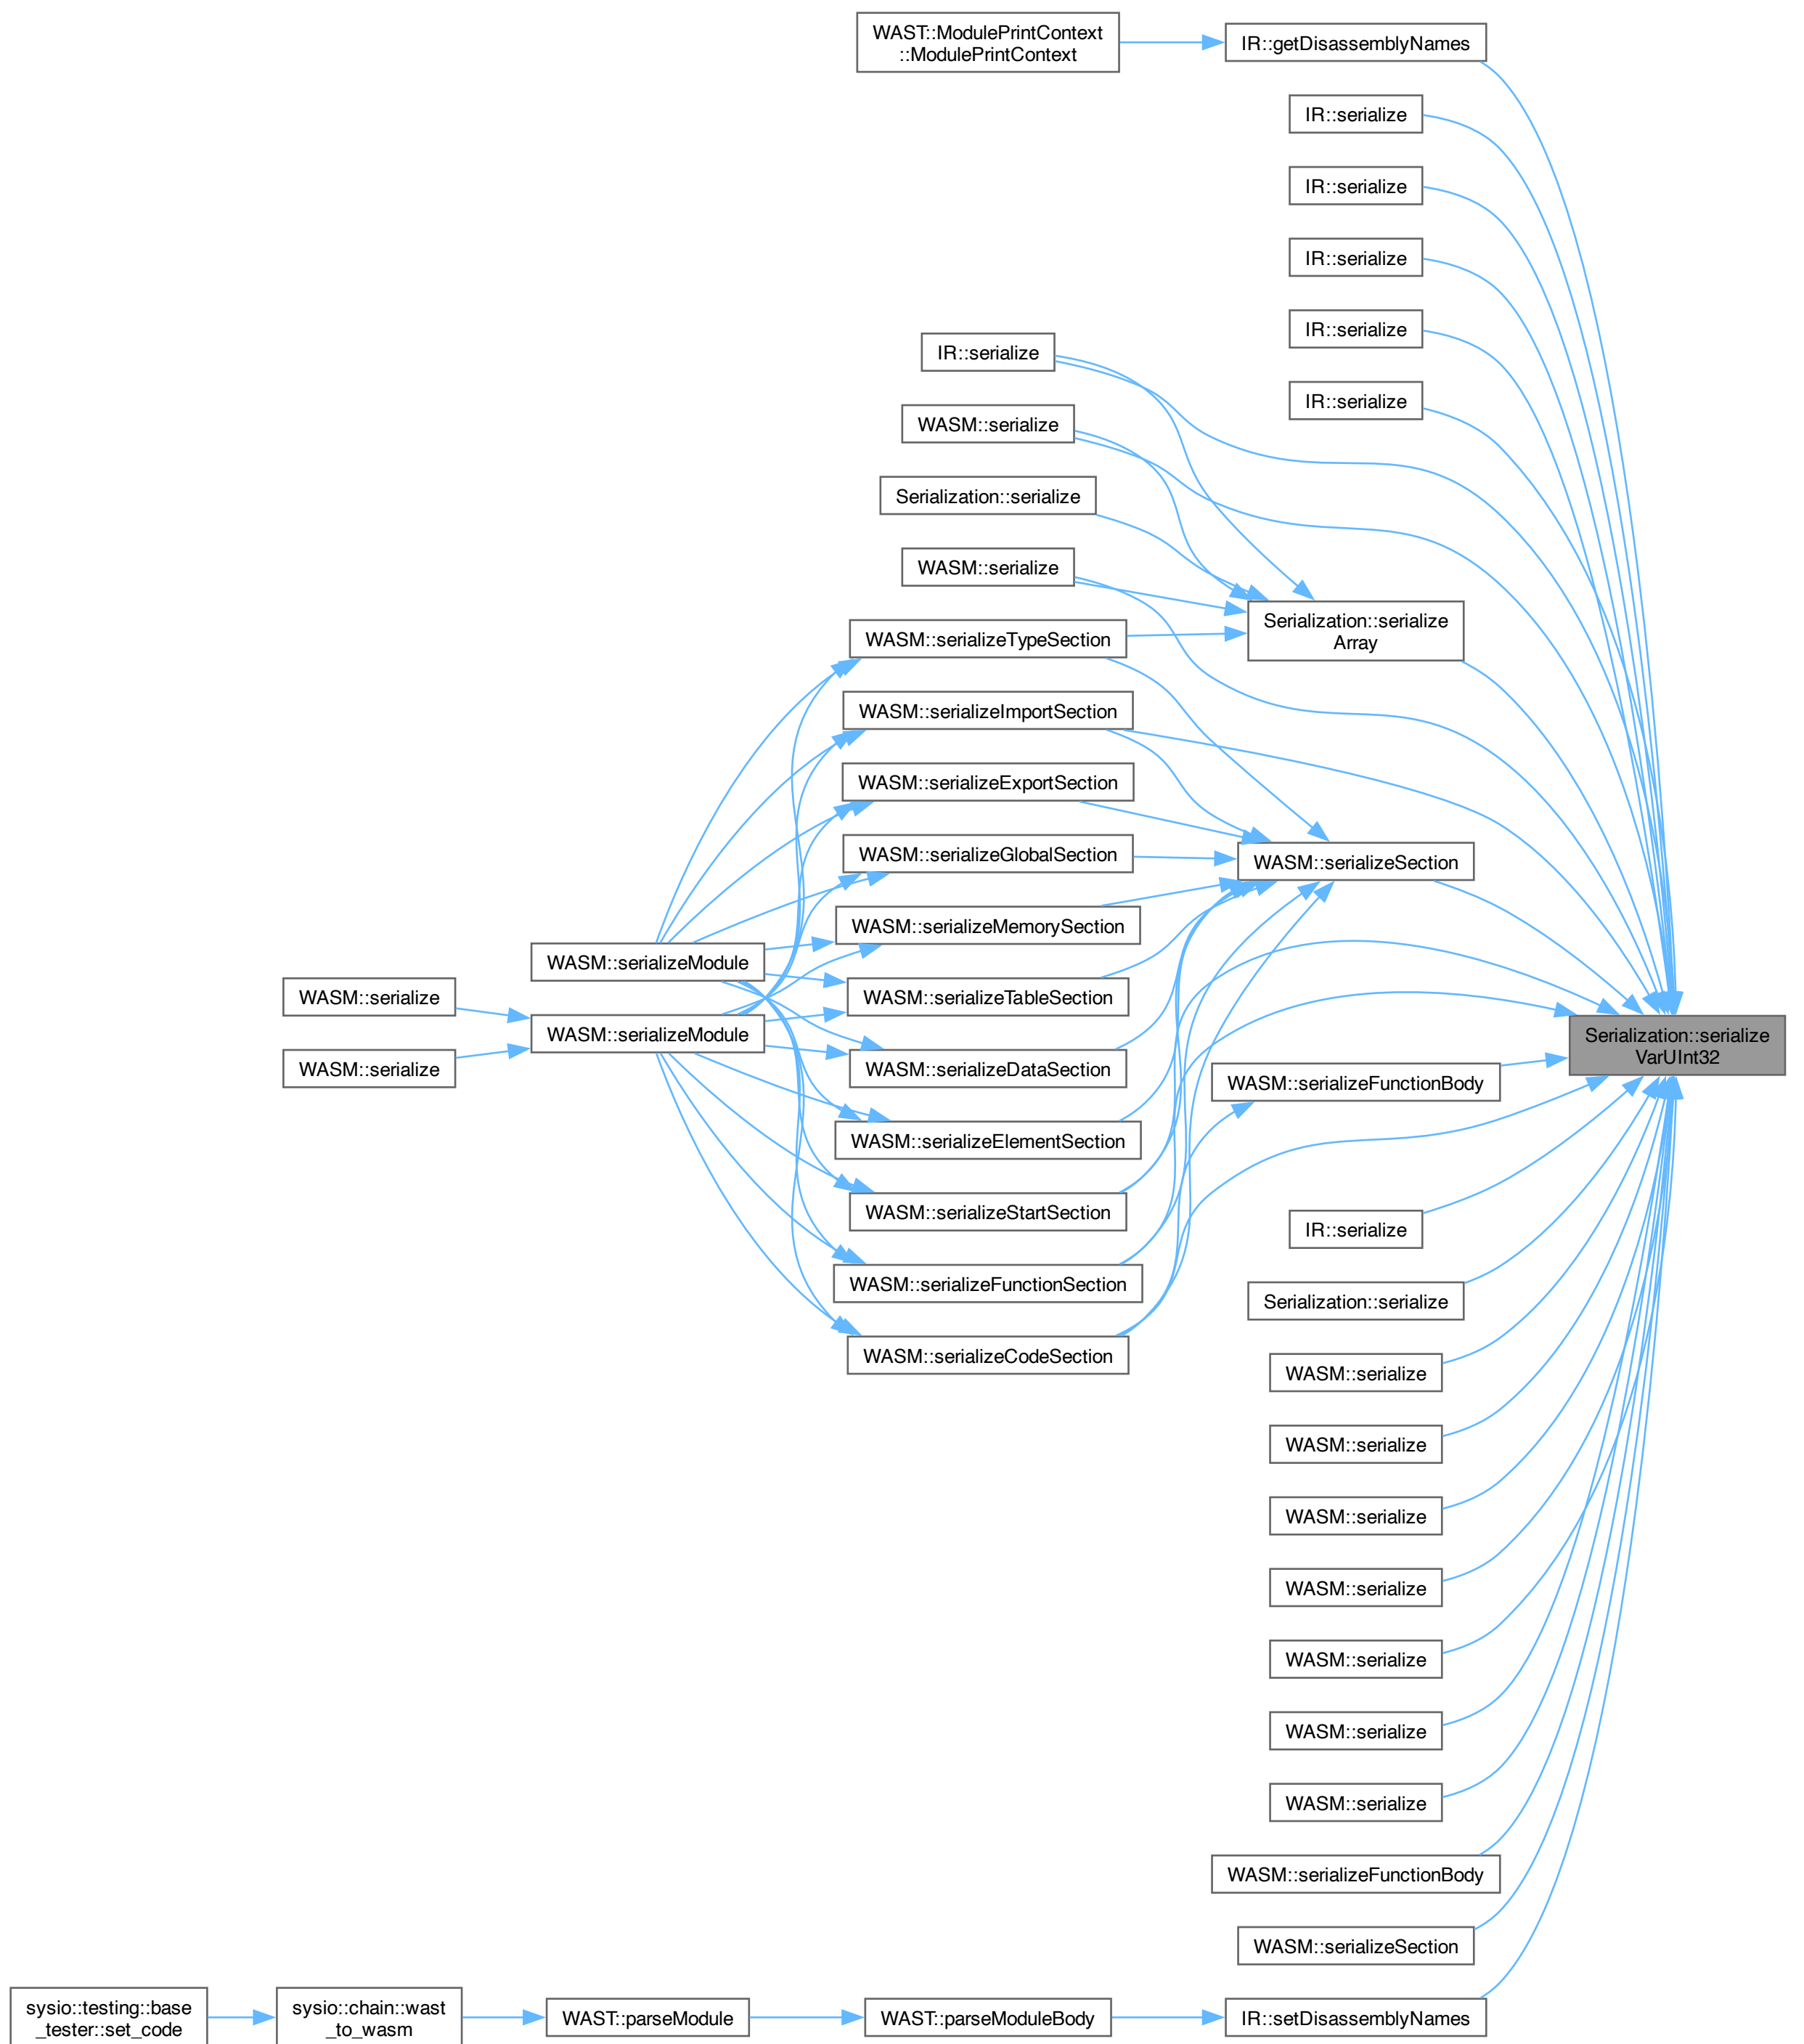 WAST::ModulePrintContext
::ModulePrintContext
IR::getDisassemblyNames
IR::serialize
IR::serialize
IR::serialize
IR::serialize
IR::serialize
IR::serialize
WASM::serialize
Serialization::serialize
WASM::serialize
Serialization::serialize
Array
WASM::serializeTypeSection
WASM::serializeImportSection
WASM::serializeExportSection
WASM::serializeGlobalSection
WASM::serializeSection
WASM::serializeMemorySection
WASM::serializeModule
WASM::serialize
WASM::serializeTableSection
WASM::serializeModule
Serialization::serialize
VarUInt32
WASM::serialize
WASM::serializeDataSection
WASM::serializeFunctionBody
WASM::serializeElementSection
WASM::serializeStartSection
IR::serialize
WASM::serializeFunctionSection
Serialization::serialize
WASM::serializeCodeSection
WASM::serialize
WASM::serialize
WASM::serialize
WASM::serialize
WASM::serialize
WASM::serialize
WASM::serialize
WASM::serializeFunctionBody
WASM::serializeSection
sysio::testing::base
_tester::set_code
sysio::chain::wast
_to_wasm
WAST::parseModule
WAST::parseModuleBody
IR::setDisassemblyNames